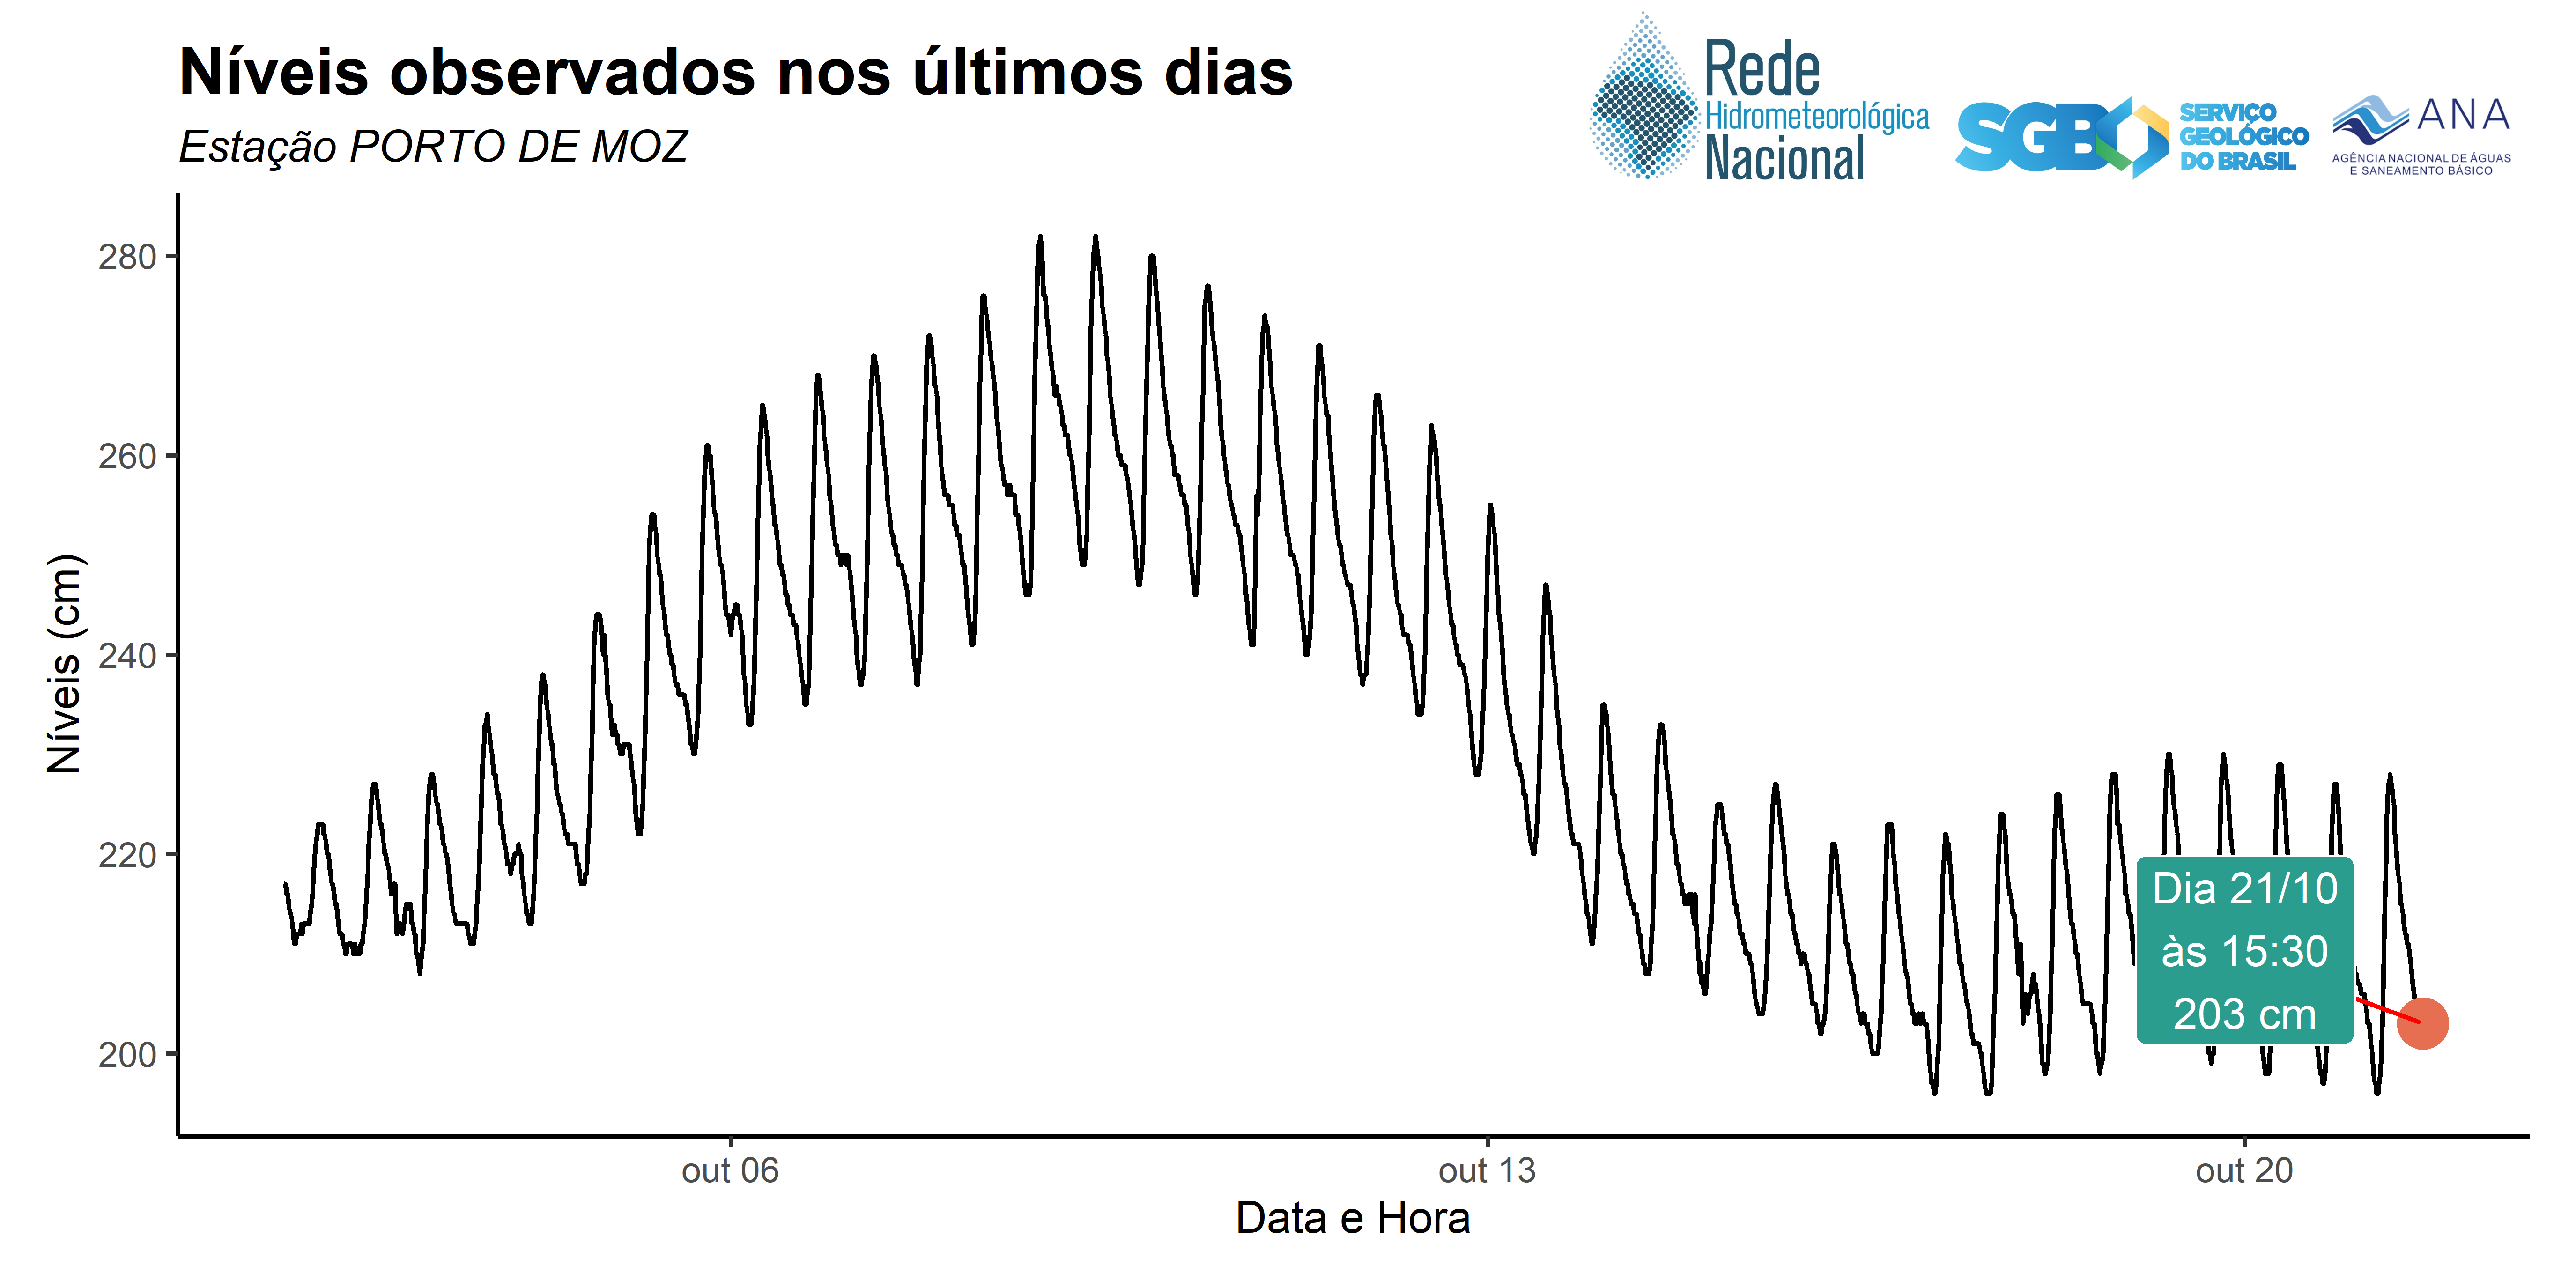 Níveis observados nos últimos dias
Estação PORTO DE MOZ
Rede
Hidrometeorológica
Nacional
SGB
SERVIÇO
GEOLÓGICO
DO BRASIL
ANA
AGÊNCIA NACIONAL DE ÁGUAS
E SANEAMENTO BÁSICO
Níveis (cm)
280
260
240
220
200
Dia 21/10
às 15:30
203 cm
out 06
out 13
out 20
Data e Hora